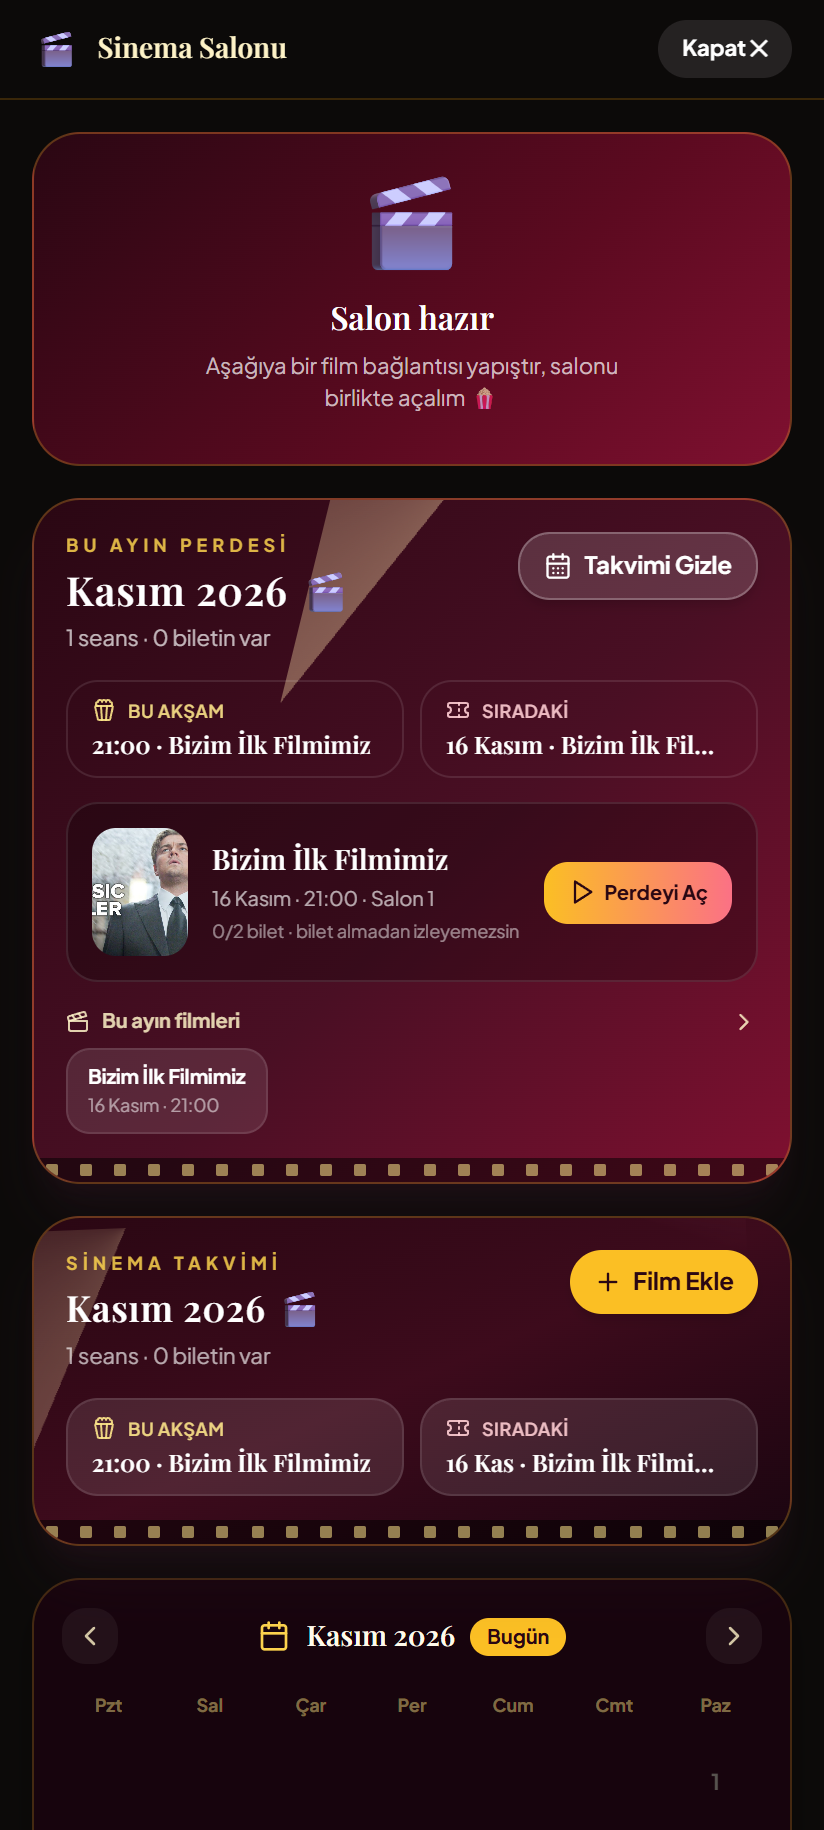 Sinema Salonu
Kapat
Salon hazır
Aşağıya bir film bağlantısı yapıştır, salonu
birlikte açalım
BU AYIN PERDESİ
Takvimi Gizle
Kasım 2026
1 seans · 0 biletin var
BU AKŞAM
21:00 · Bizim İlk Filmimiz
SIRADAKİ
16 Kasım · Bizim İlk Fil...
SIC
LER
Bizim İlk Filmimiz
16 Kasım · 21:00 · Salon 1
0/2 bilet · bilet almadan izleyemezsin
Perdeyi Aç
Bu ayın filmleri
Bizim İlk Filmimiz
16 Kasım · 21:00
SİNEMA TAKVİMİ
Film Ekle
Kasım 2026
1 seans · 0 biletin var
BU AKŞAM
21:00 · Bizim İlk Filmimiz
SIRADAKİ
16 Kas · Bizim İlk Filmi...
Kasım 2026
Bugün
Pzt Sal Çar Per Cum Cmt Paz
1